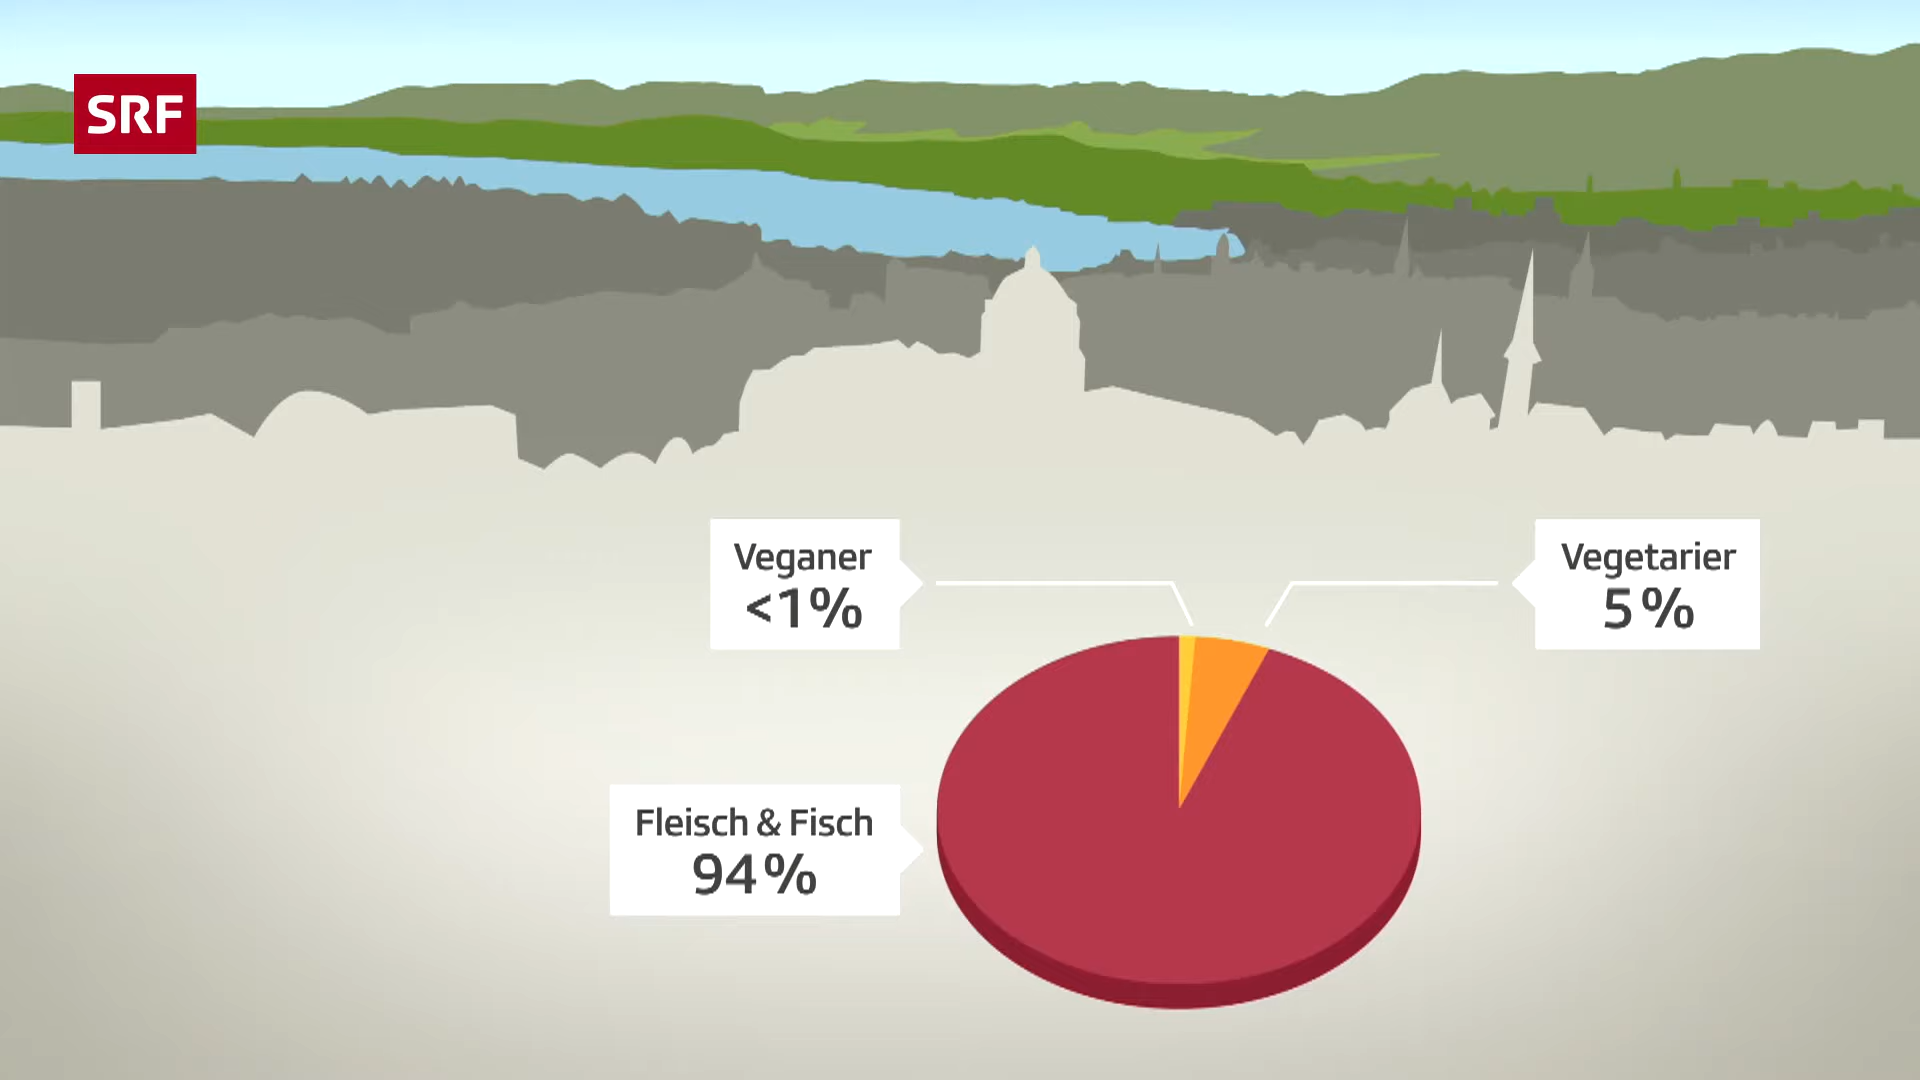 SRF
Veganer
<1%
Vegetarier
5%
Fleisch & Fisch
94%